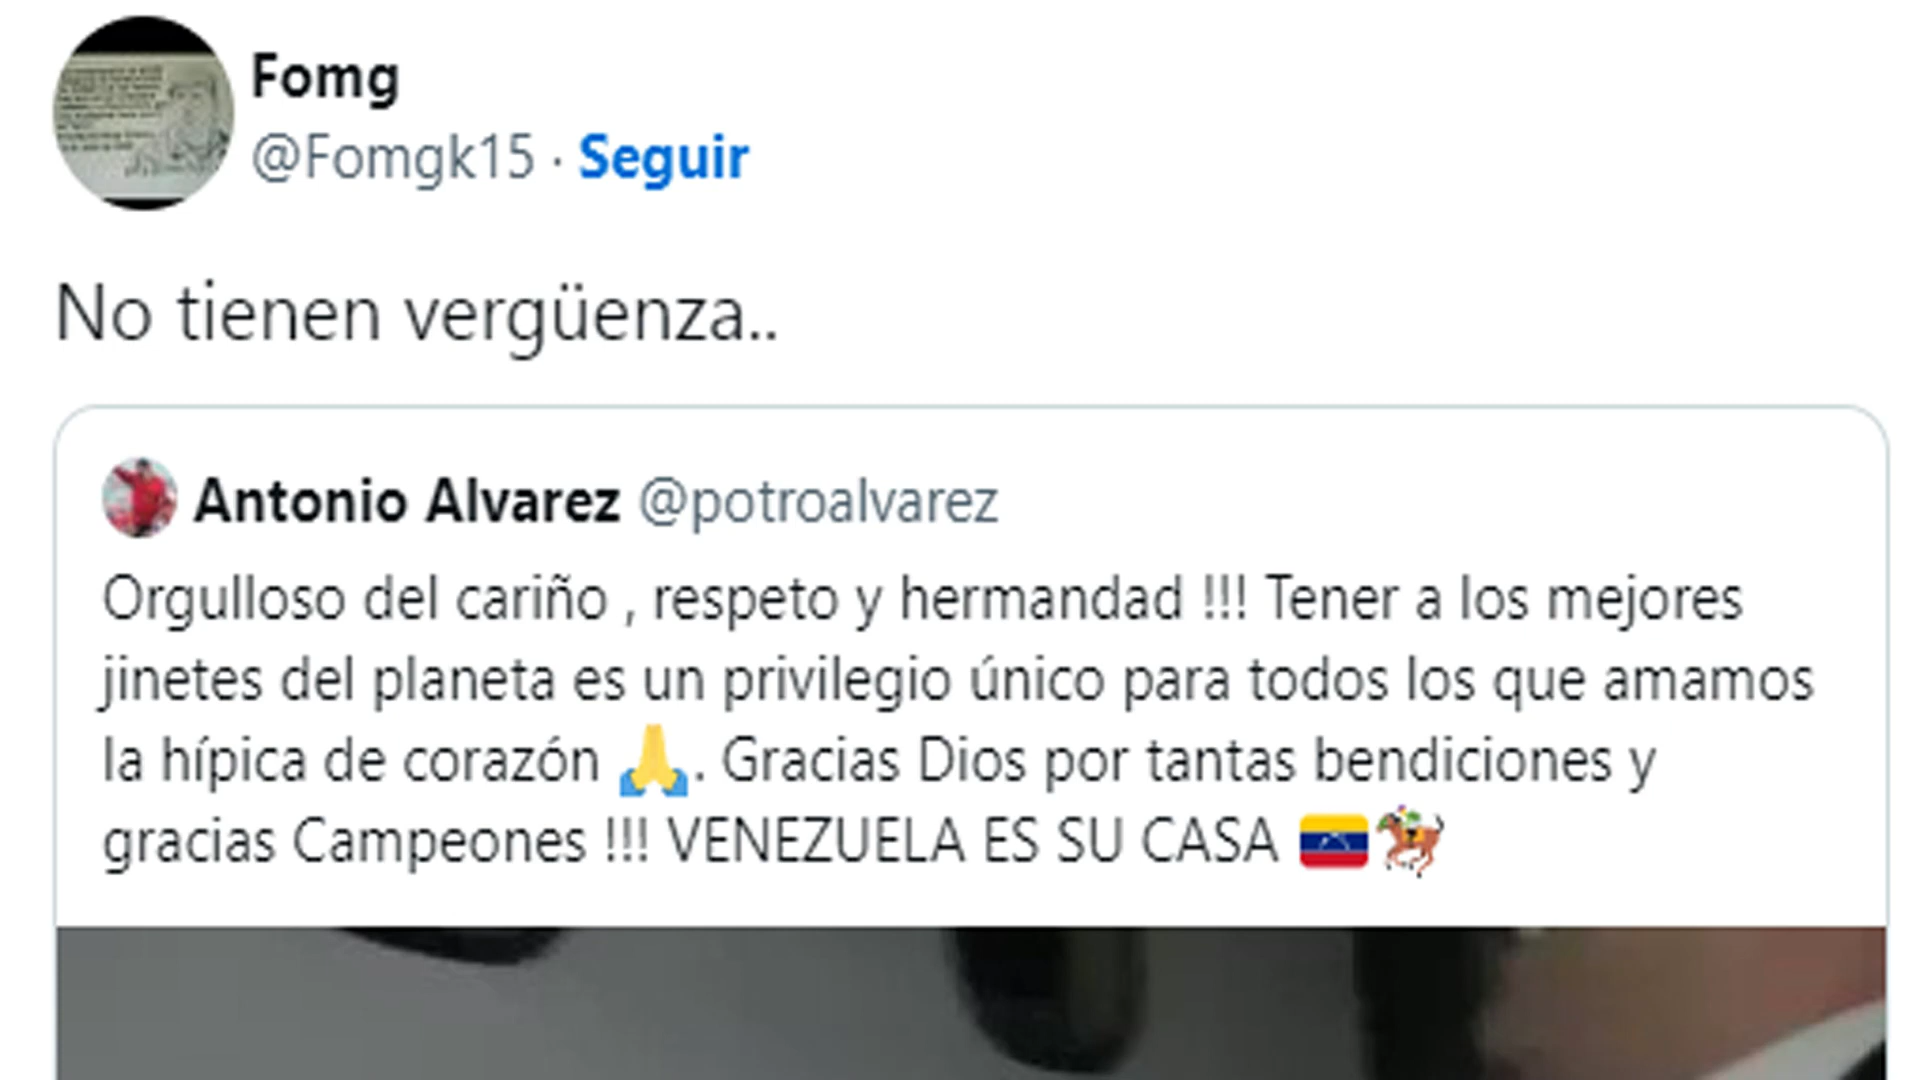 Fomg
@Fomgk15 · Seguir
No tienen vergüenza..
Antonio Alvarez @potroalvarez
Orgulloso del cariño , respeto y hermandad !!! Tener a los mejores
jinetes del planeta es un privilegio único para todos los que amamos
la hípica de corazón 🙏. Gracias Dios por tantas bendiciones y
gracias Campeones !!! VENEZUELA ES SU CASA 🇻🇪🏇